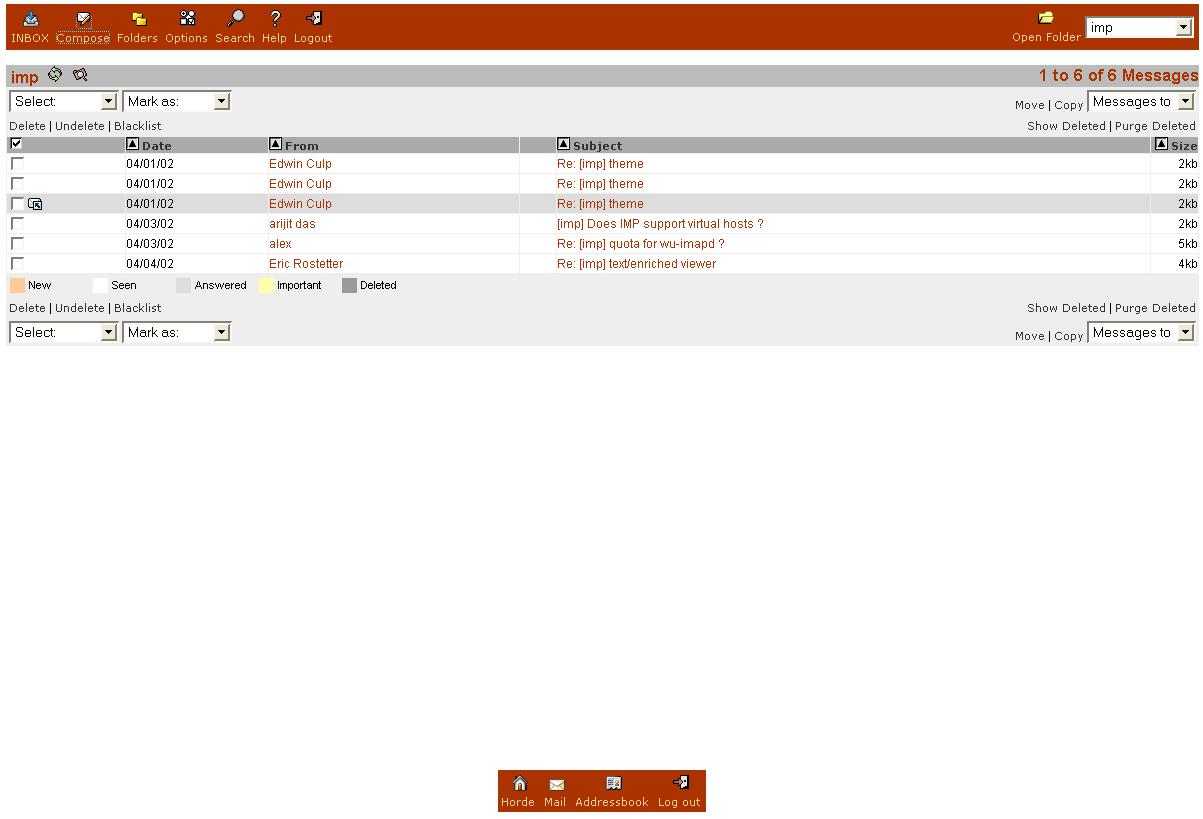 INBOX Compose Folders Options Search Help Logout Open Folder imp
imp 1 to 6 of 6 Messages
Select: Mark as: Move | Copy Messages to
Delete | Undelete | Blacklist Show Deleted | Purge Deleted
Date From Subject Size
04/01/02 Edwin Culp Re: [imp] theme 2kb
04/01/02 Edwin Culp Re: [imp] theme 2kb
04/01/02 Edwin Culp Re: [imp] theme 2kb
04/03/02 arijit das [imp] Does IMP support virtual hosts ? 2kb
04/03/02 alex Re: [imp] quota for wu-imapd ? 5kb
04/04/02 Eric Rostetter Re: [imp] text/enriched viewer 4kb
New Seen Answered Important Deleted
Delete | Undelete | Blacklist Show Deleted | Purge Deleted
Select: Mark as: Move | Copy Messages to
Horde Mail Addressbook Log out